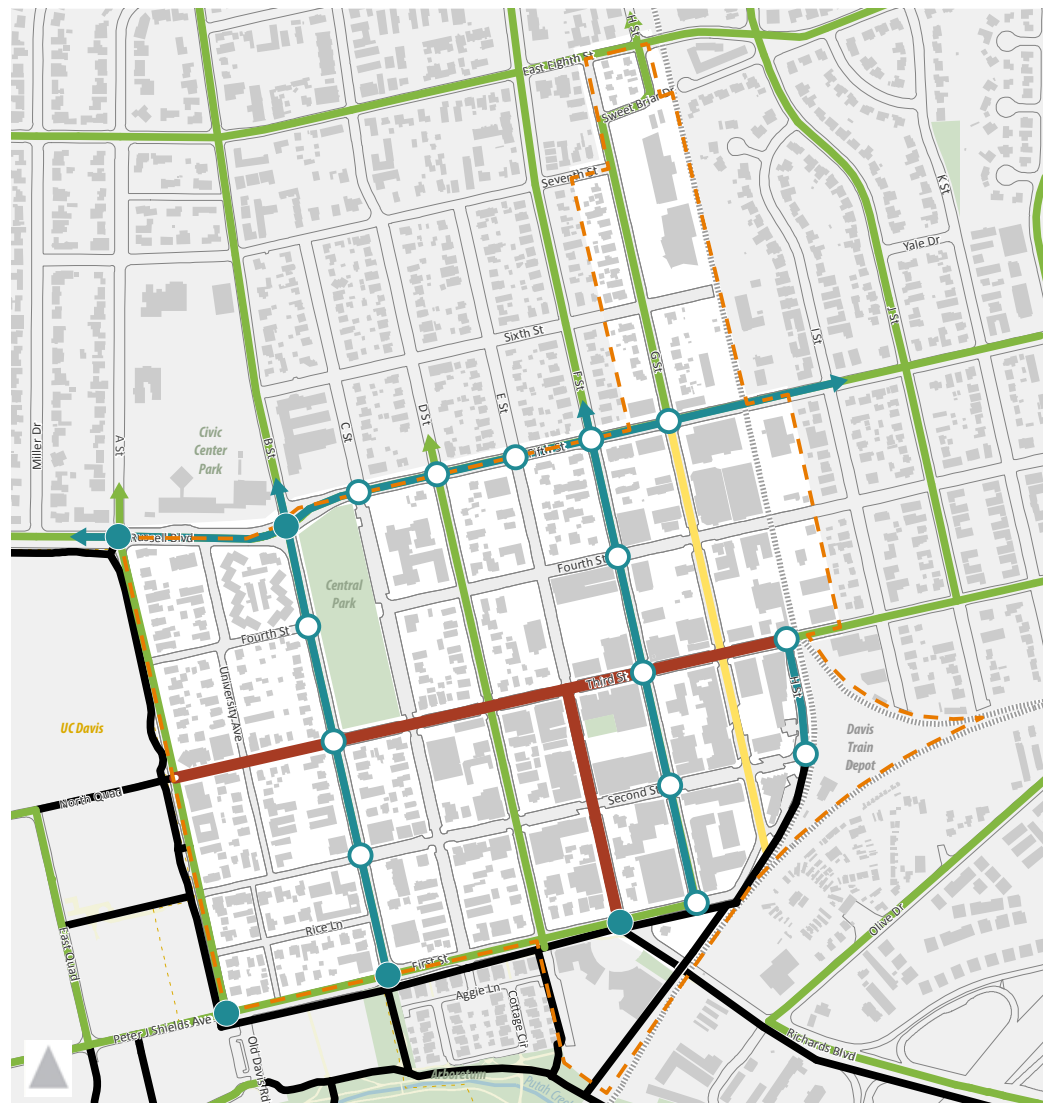 H St
East Eighth St
Sweet Briar Dr
Seventh St
K St
Yale Dr
J St
I St
Sixth St
G St
F St
E St
D St
C St
B St
A St
Miller Dr
Civic
Center
Park
Fifth St
Russell Blvd
Fourth St
Central
Park
Fourth St
University Ave
Third St
H St
UC Davis
Davis
Train
Depot
North Quad
Second St
Olive Dr
Rice Ln
East Quad
First St
Aggie Ln
Cottage Cir
Peter J Shields Ave
Old Davis Rd
Richards Blvd
Arboretum
Putah Creek